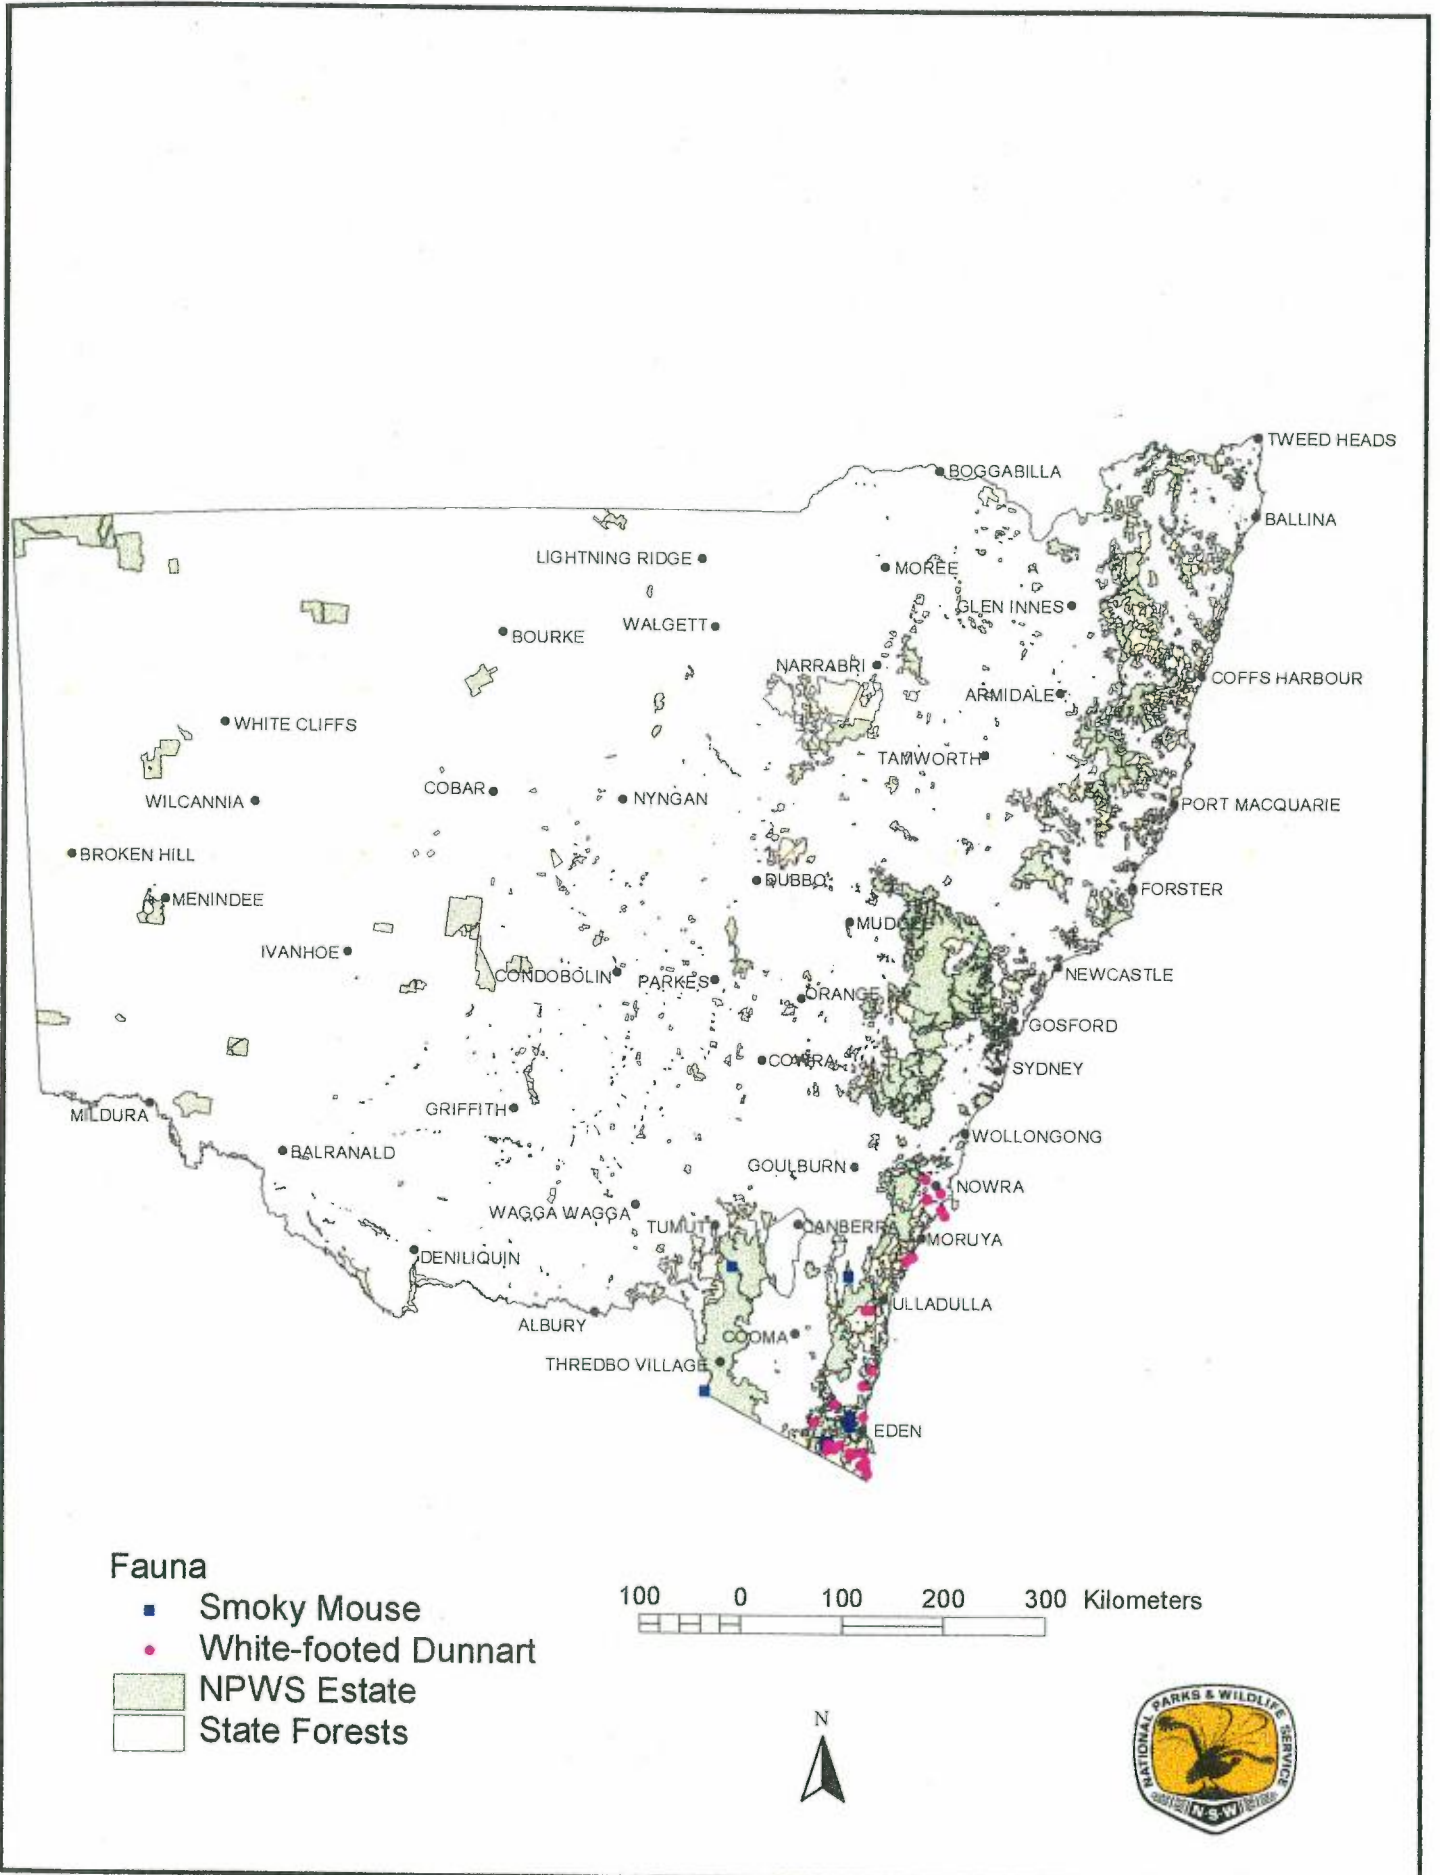 TWEED HEADS
BOGGABILLA
BALLINA
LIGHTNING RIDGE
MOREE
GLEN INNES
BOURKE
WALGETT
NARRABRI
COFFS HARBOUR
ARMIDALE
WHITE CLIFFS
TAMWORTH
COBAR
WILCANNIA
NYNGAN
PORT MACQUARIE
BROKEN HILL
DUBBO
FORSTER
MENINDEE
MUDGEE
IVANHOE
CONDOBOLIN
PARKES
NEWCASTLE
ORANGE
GOSFORD
COWRA
SYDNEY
MILDURA
GRIFFITH
WOLLONGONG
BALRANALD
GOULBURN
NOWRA
WAGGA WAGGA
TUMUT
CANBERRA
MORUYA
DENILIQUIN
ULLADULLA
ALBURY
COOMA
THREDBO VILLAGE
EDEN
Fauna
Smoky Mouse
White-footed Dunnart
NPWS Estate
State Forests
100 0 100 200 300 Kilometers
N
NATIONAL PARKS & WILDLIFE SERVICE
N·S·W